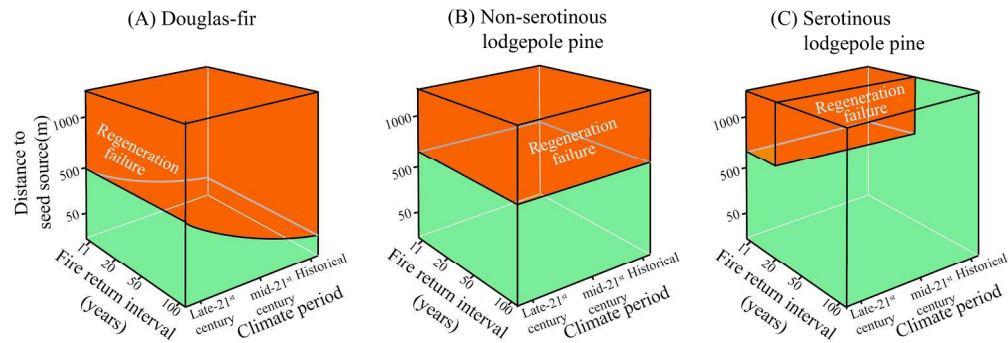 (A) Douglas-fir
(B) Non-serotinous
lodgepole pine
(C) Serotinous
lodgepole pine
Distance to
seed source(m)
1000
500
50
Regeneration
failure
11
20
50
100
Fire return interval
(years)
Late-21st
century
mid-21st
century
Historical
Climate period
1000
500
50
Regeneration
failure
11
20
50
100
Fire return interval
(years)
Late-21st
century
mid-21st
century
Historical
Climate period
1000
500
50
Regeneration
failure
11
20
50
100
Fire return interval
(years)
Late-21st
century
mid-21st
century
Historical
Climate period